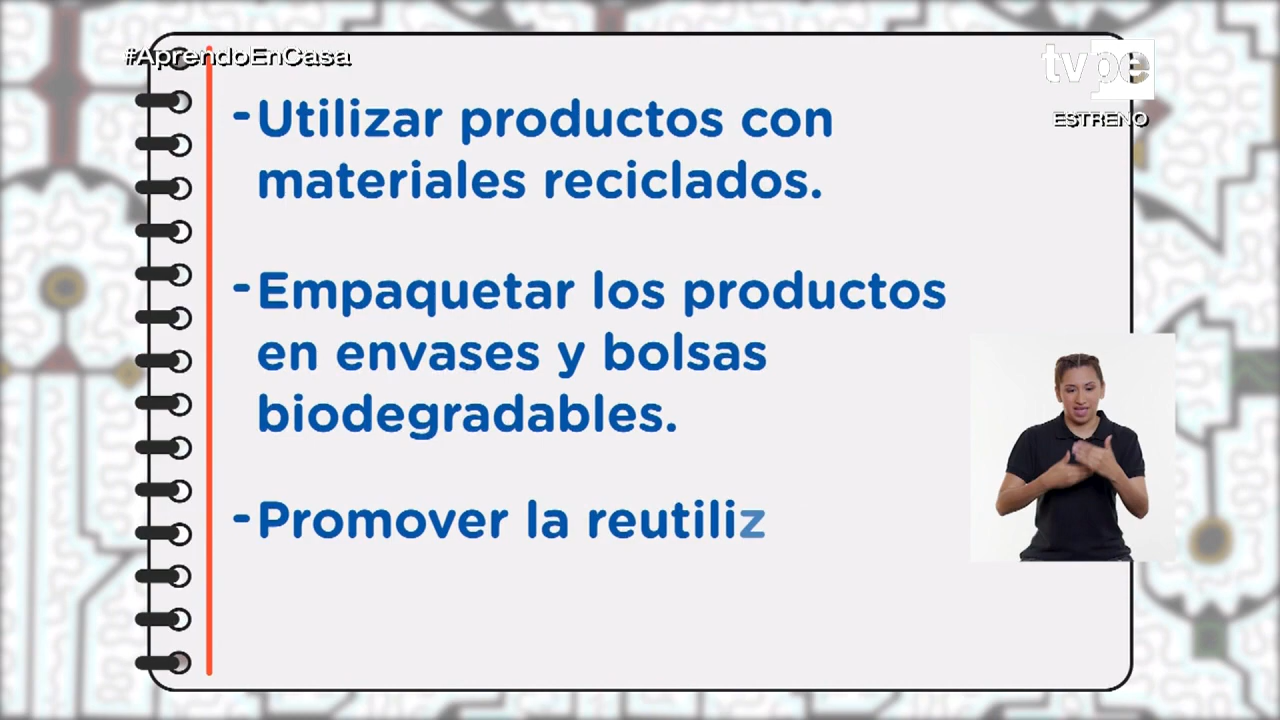 #AprendoEnCasa
tvpe
ESTRENO
-Utilizar productos con
materiales reciclados.
-Empaquetar los productos
en envases y bolsas
biodegradables.
-Promover la reutiliz